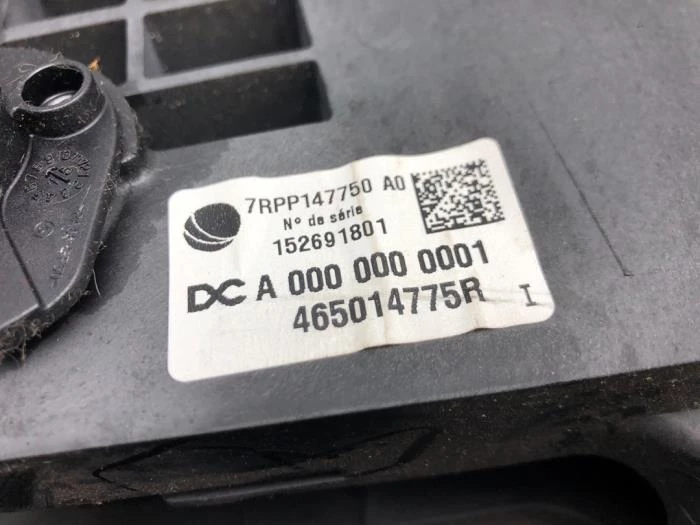 7RPP147750 A0
Nº de série
152691801
DC A 000 000 0001
465014775R I